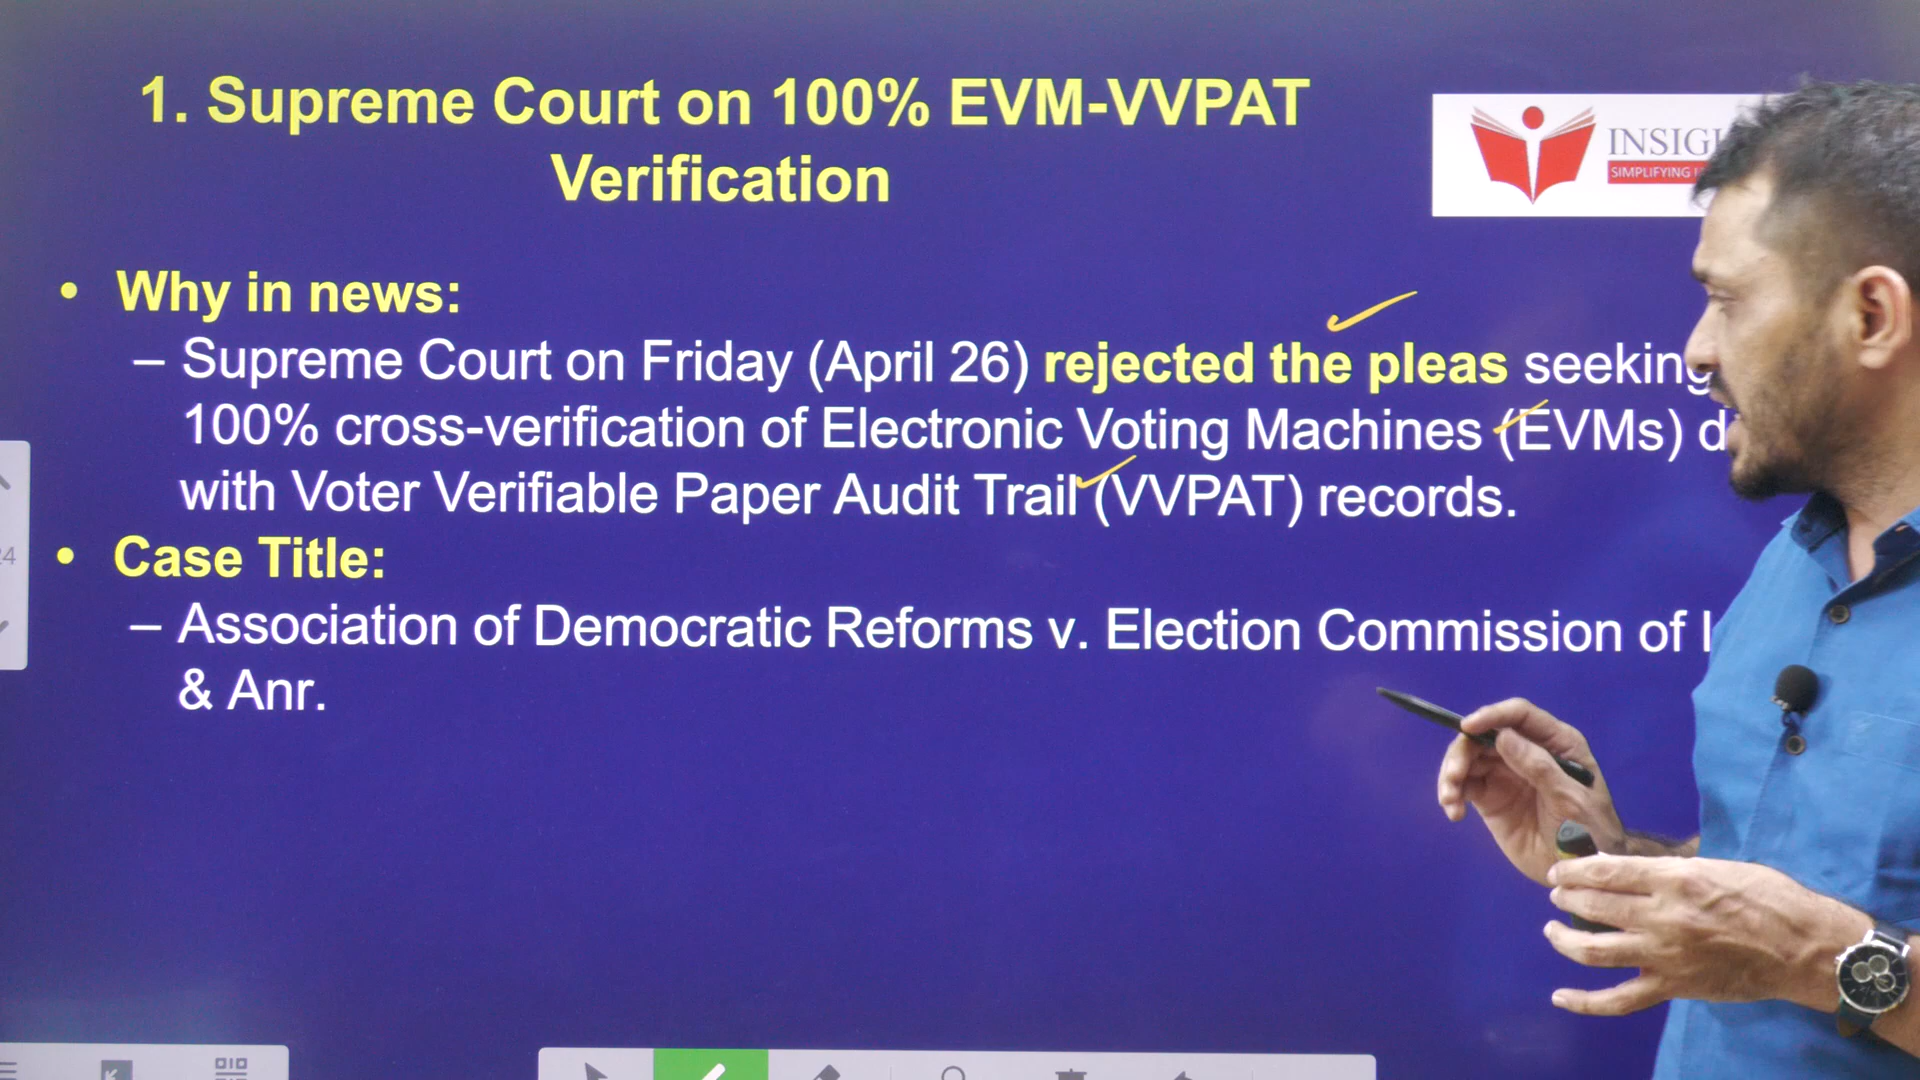 1. Supreme Court on 100% EVM-VVPAT
Verification
INSIG
SIMPLIFYING
• Why in news:
– Supreme Court on Friday (April 26) rejected the pleas seeking
100% cross-verification of Electronic Voting Machines (EVMs) d
with Voter Verifiable Paper Audit Trail (VVPAT) records.
24
• Case Title:
– Association of Democratic Reforms v. Election Commission of I
& Anr.